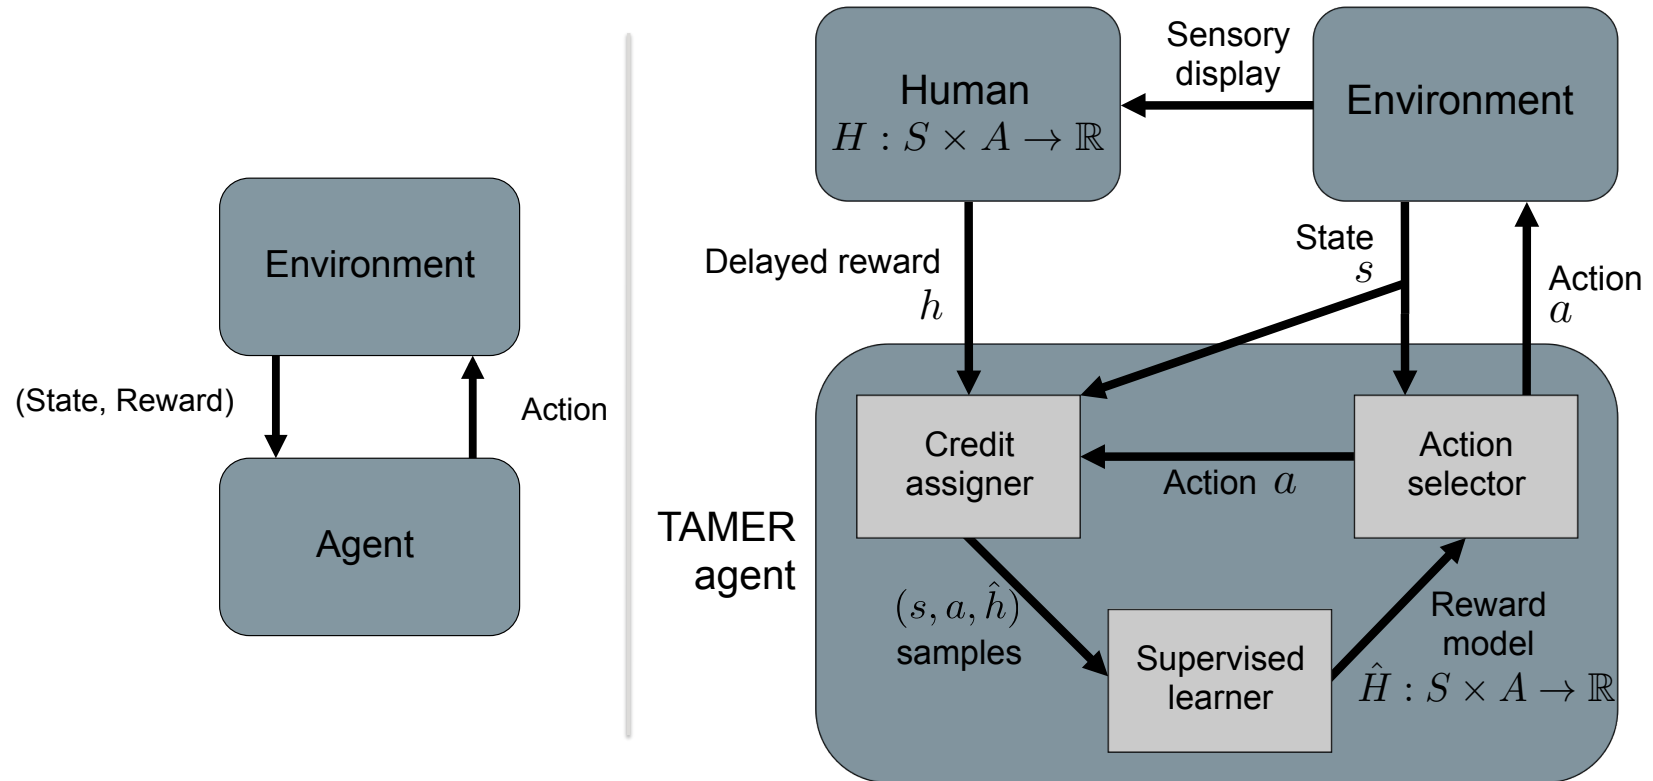 Environment
(State, Reward)
Action
Agent
Human
H : S × A → ℝ
Sensory
display
Environment
Delayed reward
h
State
s
Action
a
TAMER
agent
Credit
assigner
Action a
Action
selector
(s, a, ĥ)
samples
Supervised
learner
Reward
model
Ĥ : S × A → ℝ